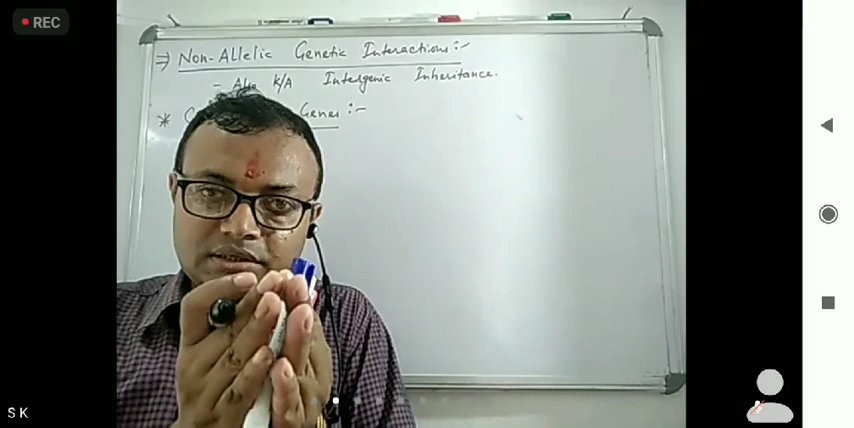 REC
⇒ Non-Allelic Genetic Interactions :-
- Also K/A Intergenic Inheritance.
* Genes :-
S K